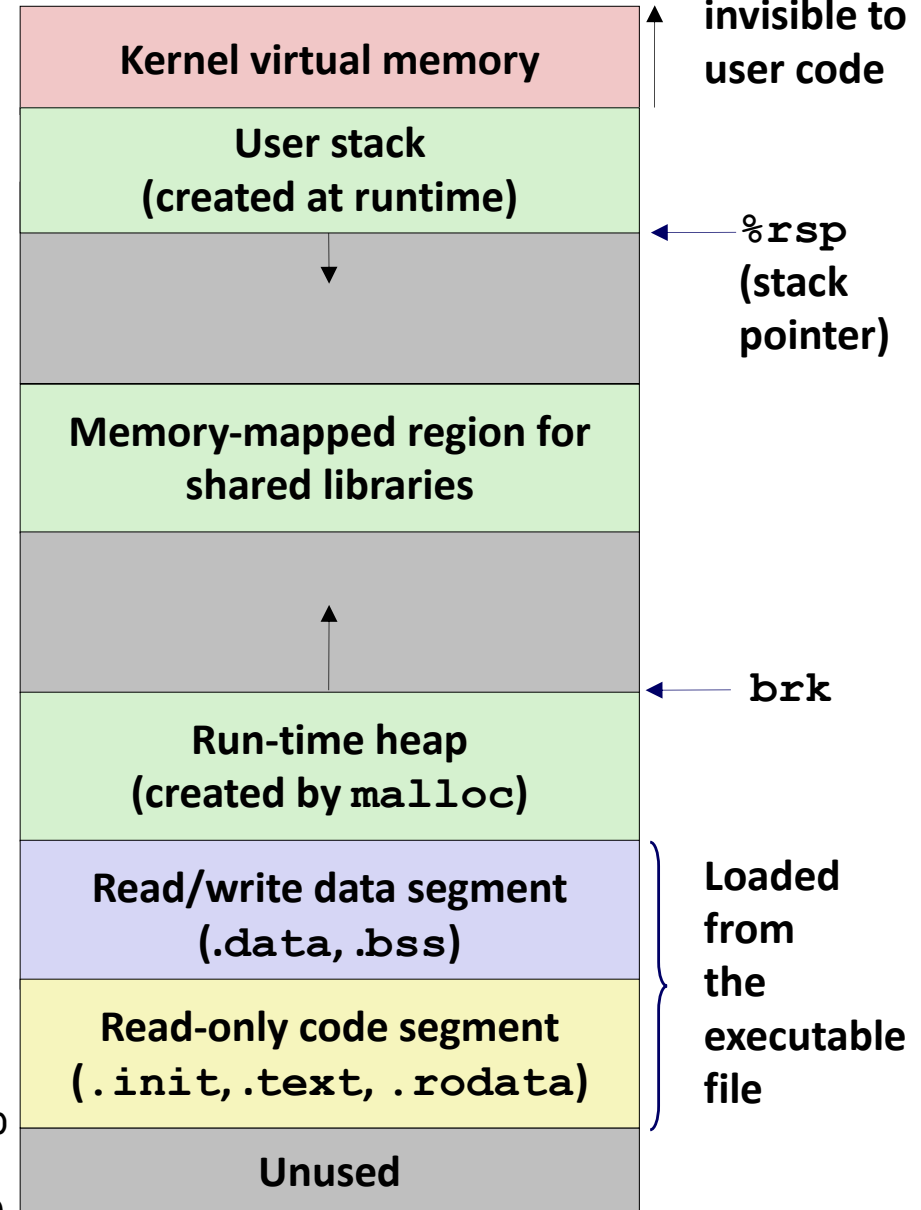 invisible to
user code
Kernel virtual memory
User stack
(created at runtime)
%rsp
(stack
pointer)
Memory-mapped region for
shared libraries
brk
Run-time heap
(created by malloc)
Read/write data segment
(.data, .bss)
Loaded
from
the
executable
file
Read-only code segment
(.init, .text, .rodata)
Unused